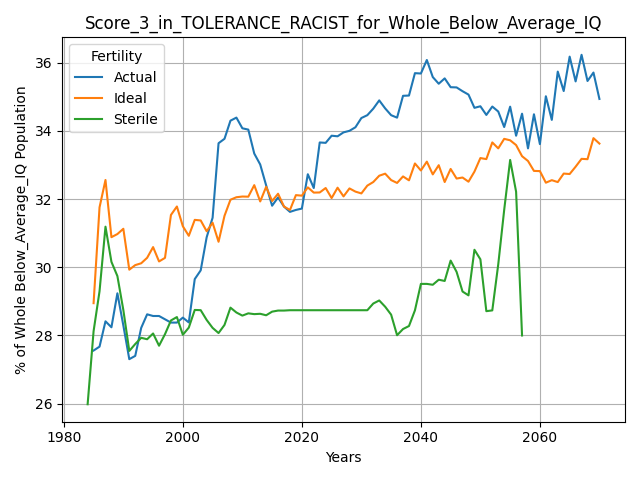 Score_3_in_TOLERANCE_RACIST_for_Whole_Below_Average_IQ
Fertility
Actual
Ideal
Sterile
% of Whole Below_Average_IQ Population
36
34
32
30
28
26
1980
2000
2020
2040
2060
Years